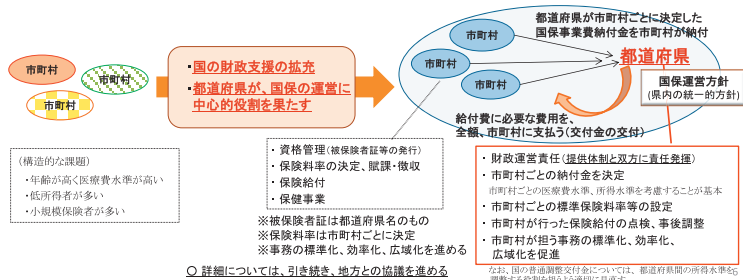 市町村
市町村
市町村
・国の財政支援の拡充
・都道府県が、国保の運営に
中心的役割を果たす
(構造的な課題)
・年齢が高く医療費水準が高い
・低所得者が多い
・小規模保険者が多い
都道府県が市町村ごとに決定した
国保事業費納付金を市町村が納付
市町村
市町村
市町村
都道府県
国保運営方針
(県内の統一的方針)
給付費に必要な費用を、
全額、市町村に支払う(交付金の交付)
・資格管理(被保険者証等の発行)
・保険料率の決定、賦課・徴収
・保険給付
・保健事業
※被保険者証は都道府県名のもの
※保険料率は市町村ごとに決定
※事務の標準化、効率化、広域化を進める
・財政運営責任(提供体制と双方に責任発揮)
・市町村ごとの納付金を決定
市町村ごとの医療費水準、所得水準を考慮することが基本
・市町村ごとの標準保険料率等の設定
・市町村が行った保険給付の点検、事後調整
・市町村が担う事務の標準化、効率化、
広域化を促進
なお、国の普通調整交付金については、都道府県間の所得水準を
○ 詳細については、引き続き、地方との協議を進める